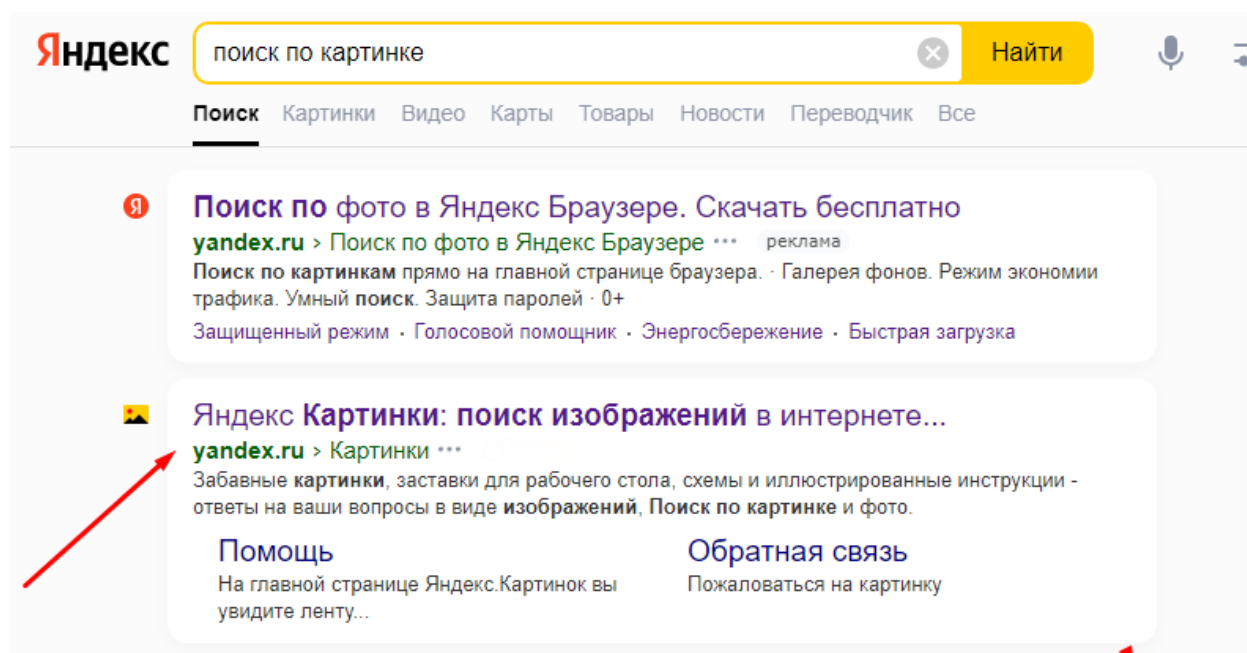 Яндекс
поиск по картинке
Найти
Поиск Картинки Видео Карты Товары Новости Переводчик Все
Я
Поиск по фото в Яндекс Браузере. Скачать бесплатно
yandex.ru › Поиск по фото в Яндекс Браузере ··· реклама
Поиск по картинкам прямо на главной странице браузера. · Галерея фонов. Режим экономии
трафика. Умный поиск. Защита паролей · 0+
Защищенный режим · Голосовой помощник · Энергосбережение · Быстрая загрузка
Яндекс Картинки: поиск изображений в интернете...
yandex.ru › Картинки ···
Забавные картинки, заставки для рабочего стола, схемы и иллюстрированные инструкции -
ответы на ваши вопросы в виде изображений, Поиск по картинке и фото.
Помощь
На главной странице Яндекс.Картинок вы
увидите ленту...
Обратная связь
Пожаловаться на картинку